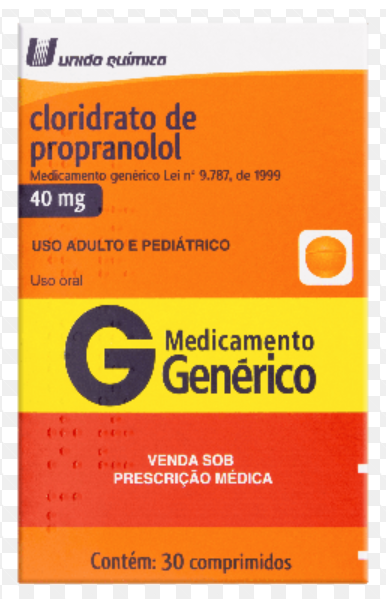 UNIÃO QUÍMICA
cloridrato de
propranolol
Medicamento genérico Lei nº 9.787, de 1999
40 mg
USO ADULTO E PEDIÁTRICO
Uso oral
G Medicamento
Genérico
VENDA SOB
PRESCRIÇÃO MÉDICA
Contém: 30 comprimidos